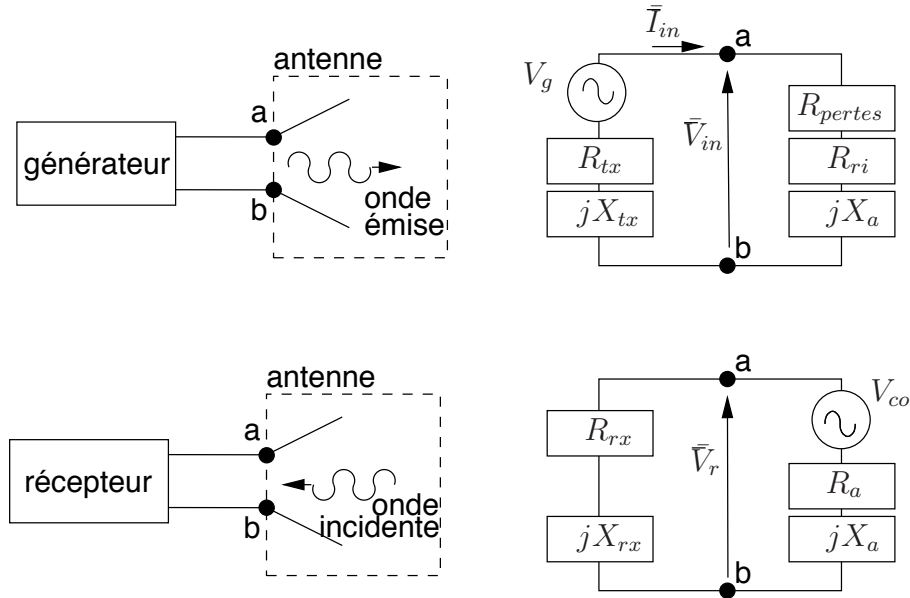 antenne
a
générateur
b
onde
émise
Ī_in
a
V_g
R_pertes
V̄_in
R_tx
R_ri
jX_tx
jX_a
b
antenne
a
récepteur
b
onde
incidente
a
V_co
R_rx
V̄_r
R_a
jX_rx
jX_a
b